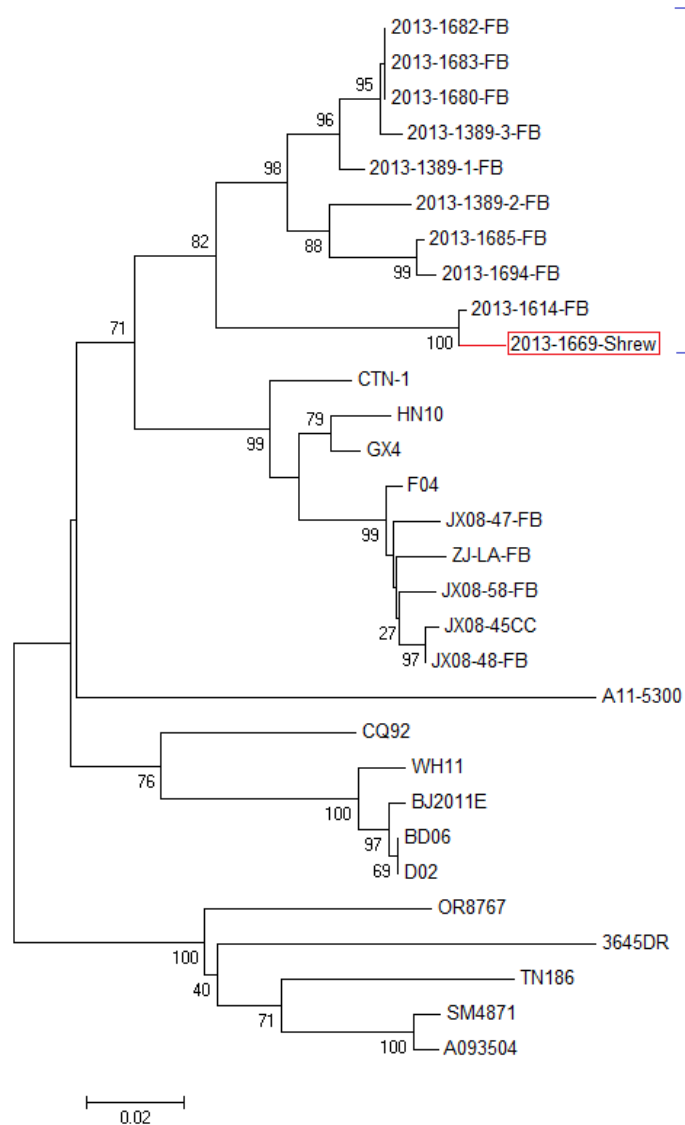 2013-1682-FB
2013-1683-FB
95
2013-1680-FB
96
2013-1389-3-FB
98
2013-1389-1-FB
2013-1389-2-FB
82
88
2013-1685-FB
99
2013-1694-FB
2013-1614-FB
71
100
2013-1669-Shrew
CTN-1
79
HN10
99
GX4
F04
99
JX08-47-FB
ZJ-LA-FB
JX08-58-FB
27
JX08-45CC
97
JX08-48-FB
A11-5300
CQ92
76
WH11
100
BJ2011E
97
BD06
69
D02
OR8767
100
3645DR
40
TN186
71
SM4871
100
A093504
0.02